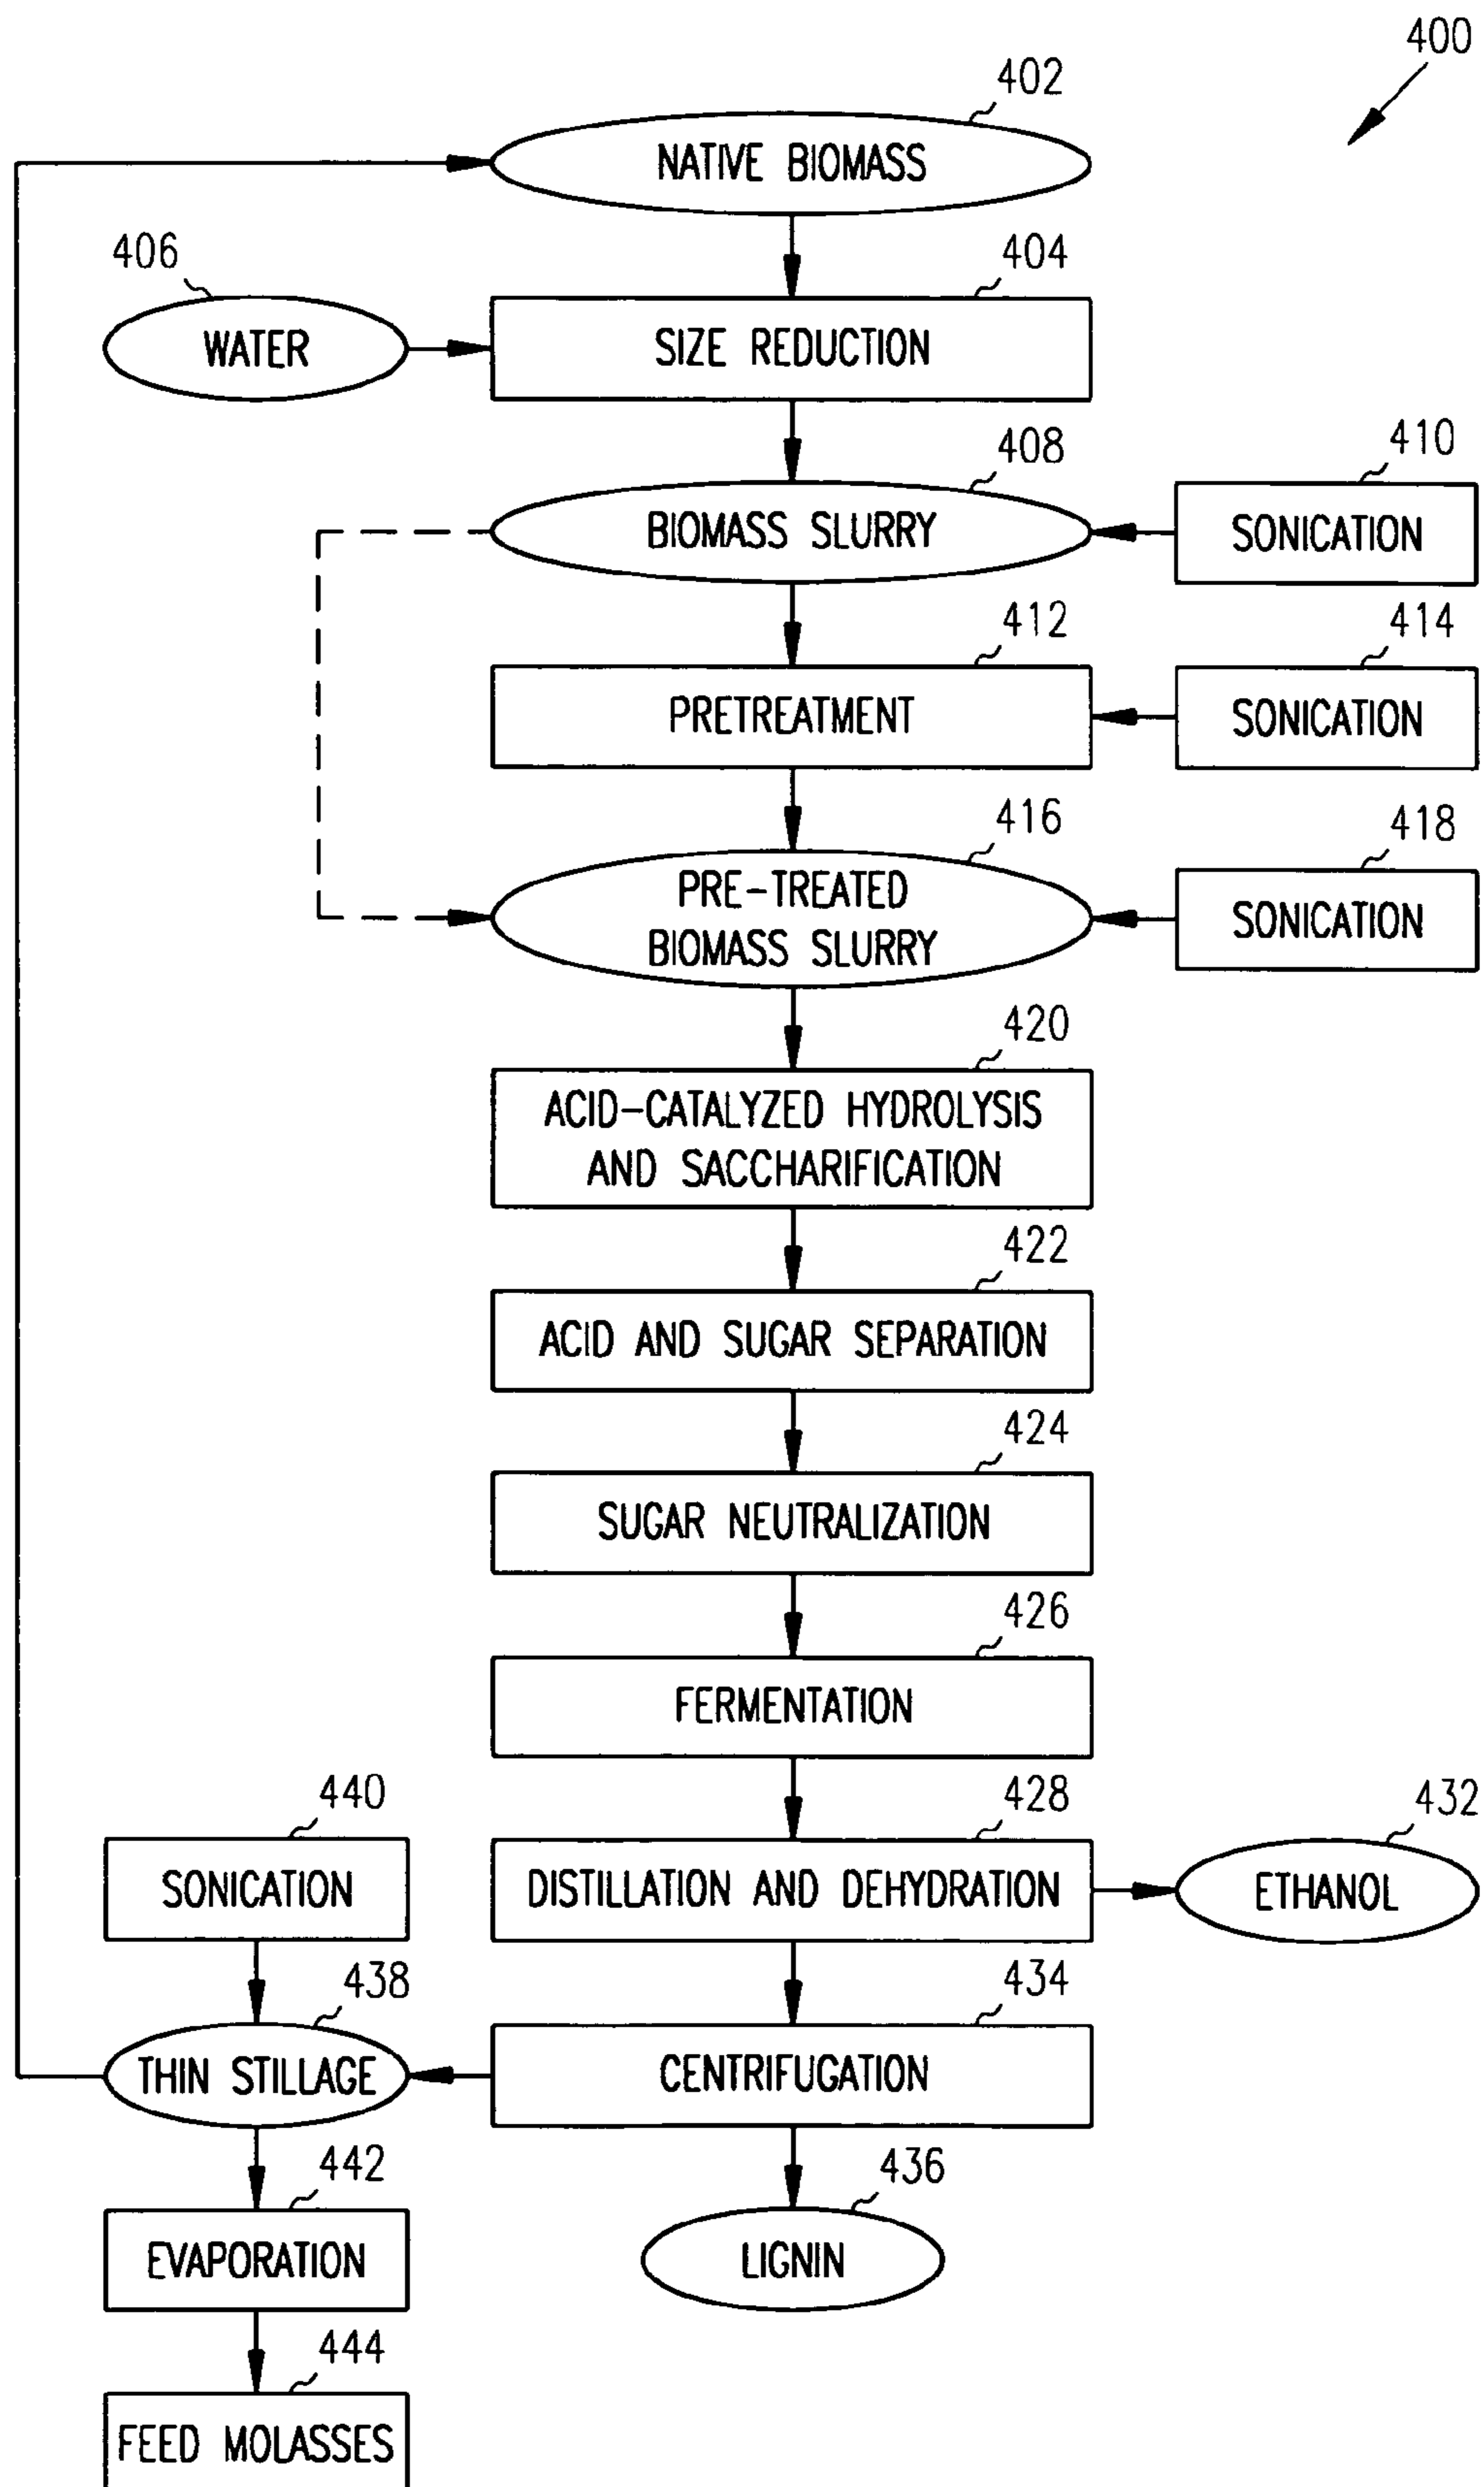 400
402
NATIVE BIOMASS
406
404
WATER
SIZE REDUCTION
408
410
BIOMASS SLURRY
SONICATION
412
414
PRETREATMENT
SONICATION
416
418
PRE-TREATED
BIOMASS SLURRY
SONICATION
420
ACID-CATALYZED HYDROLYSIS
AND SACCHARIFICATION
422
ACID AND SUGAR SEPARATION
424
SUGAR NEUTRALIZATION
426
FERMENTATION
440
428
432
SONICATION
DISTILLATION AND DEHYDRATION
ETHANOL
438
434
THIN STILLAGE
CENTRIFUGATION
442
436
EVAPORATION
LIGNIN
444
FEED MOLASSES